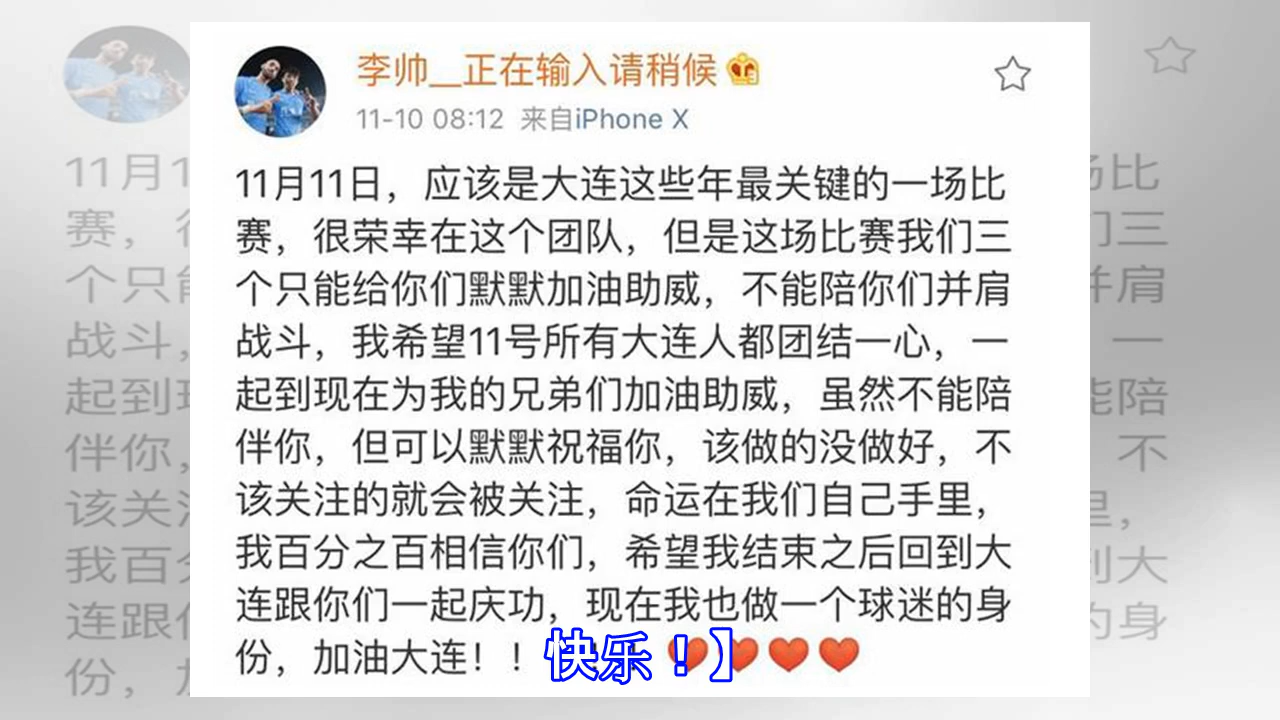 李帅__正在输入请稍候
11-10 08:12 来自iPhone X
11月11日，应该是大连这些年最关键的一场比
赛，很荣幸在这个团队，但是这场比赛我们三
个只能给你们默默加油助威，不能陪你们并肩
战斗，我希望11号所有大连人都团结一心，一
起到现在为我的兄弟们加油助威，虽然不能陪
伴你，但可以默默祝福你，该做的没做好，不
该关注的就会被关注，命运在我们自己手里，
我百分之百相信你们，希望我结束之后回到大
连跟你们一起庆功，现在我也做一个球迷的身
份，加油大连！！
快乐！】